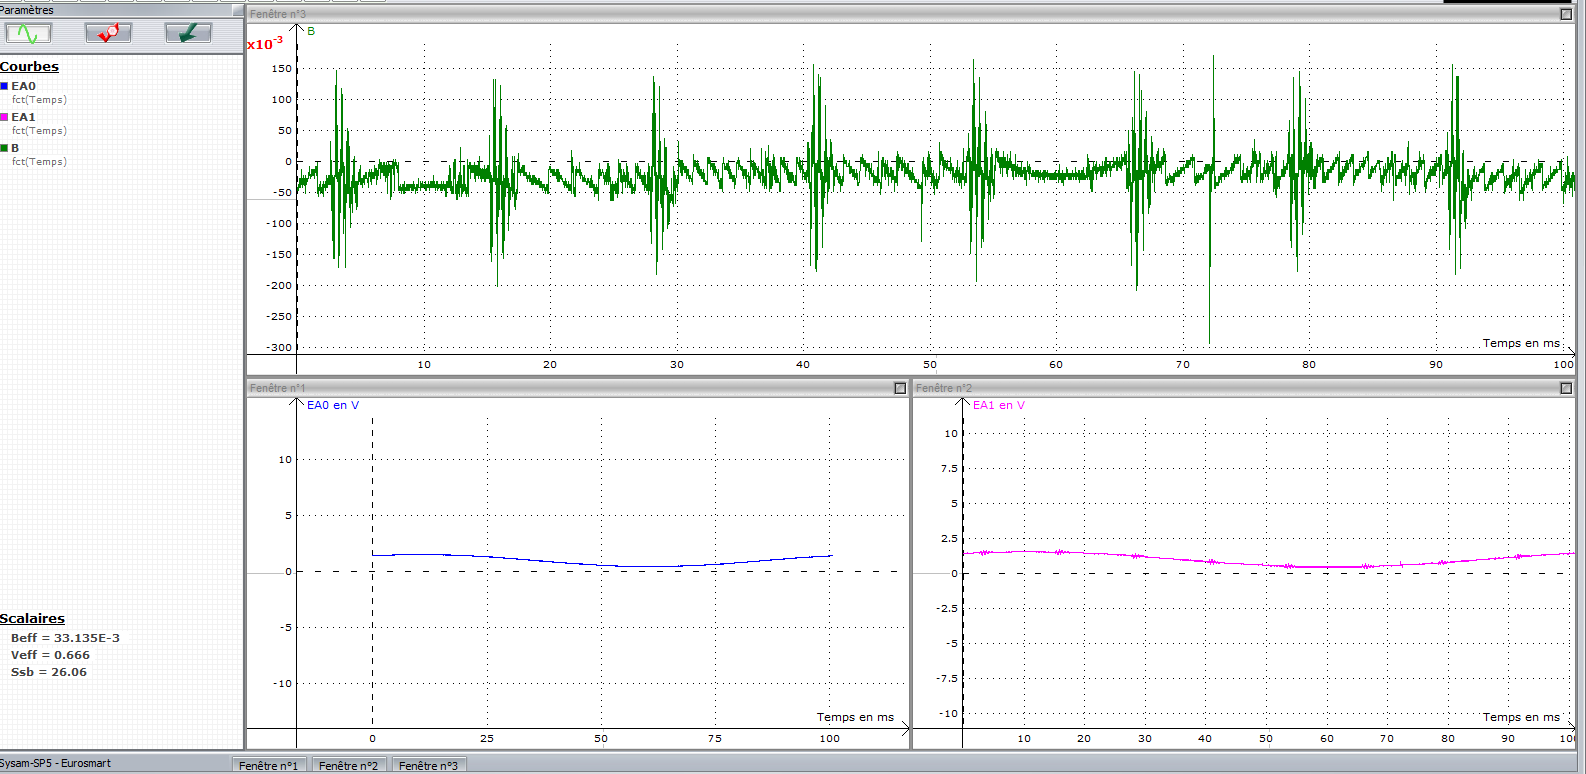 Paramètres
Courbes
EA0
fct(Temps)
EA1
fct(Temps)
B
fct(Temps)
Scalaires
Beff = 33.135E-3
Veff = 0.666
Ssb = 26.06
Fenêtre n°3
x10-3
B
150
100
50
0
-50
-100
-150
-200
-250
-300
Temps en ms
10 20 30 40 50 60 70 80 90 100
Fenêtre n°1
EA0 en V
10
5
0
-5
-10
Temps en ms
0 25 50 75 100
Fenêtre n°2
EA1 en V
10
7.5
5
2.5
0
-2.5
-5
-7.5
-10
Temps en ms
10 20 30 40 50 60 70 80 90 10
Sysam-SP5 - Eurosmart
Fenêtre n°1 Fenêtre n°2 Fenêtre n°3